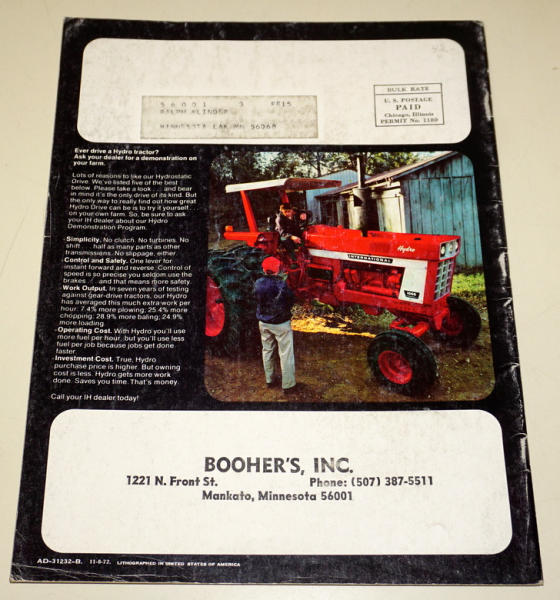 BULK RATE
U. S. POSTAGE
PAID
Chicago, Illinois
PERMIT No. 1180
56001 3 FF15
RALPH KLINDER
MINNESOTA LAK MN 56068
Ever drive a Hydro tractor?
Ask your dealer for a demonstration on
your farm.
Lots of reasons to like our Hydrostatic
Drive. We've listed five of the best
below. Please take a look . . . and bear
in mind it's the only drive of its kind. But
the only way to really find out how great
Hydro Drive can be is to try it yourself...
on your own farm. So, be sure to ask
your IH dealer about our Hydro
Demonstration Program.
·Simplicity. No clutch. No turbines. No
shift . . . half as many parts as other
transmissions. No slippage, either.
·Control and Safety. One lever for
instant forward and reverse. Control of
speed is so precise you seldom use the
brakes . . . and that means more safety.
·Work Output. In seven years of testing
against gear-drive tractors, our Hydro
has averaged this much extra work per
hour: 7.4% more plowing; 25.4% more
chopping; 28.9% more baling; 24.9%
more loading.
·Operating Cost. With Hydro you'll use
more fuel per hour, but you'll use less
fuel per job because jobs get done
faster.
·Investment Cost. True, Hydro
purchase price is higher. But owning
cost is less. Hydro gets more work
done. Saves you time. That's money.
Call your IH dealer today!
Hydro
INTERNATIONAL
BOOHER'S, INC.
1221 N. Front St. Phone: (507) 387-5511
Mankato, Minnesota 56001
AD-31232-B. 11-8-72. LITHOGRAPHED IN UNITED STATES OF AMERICA